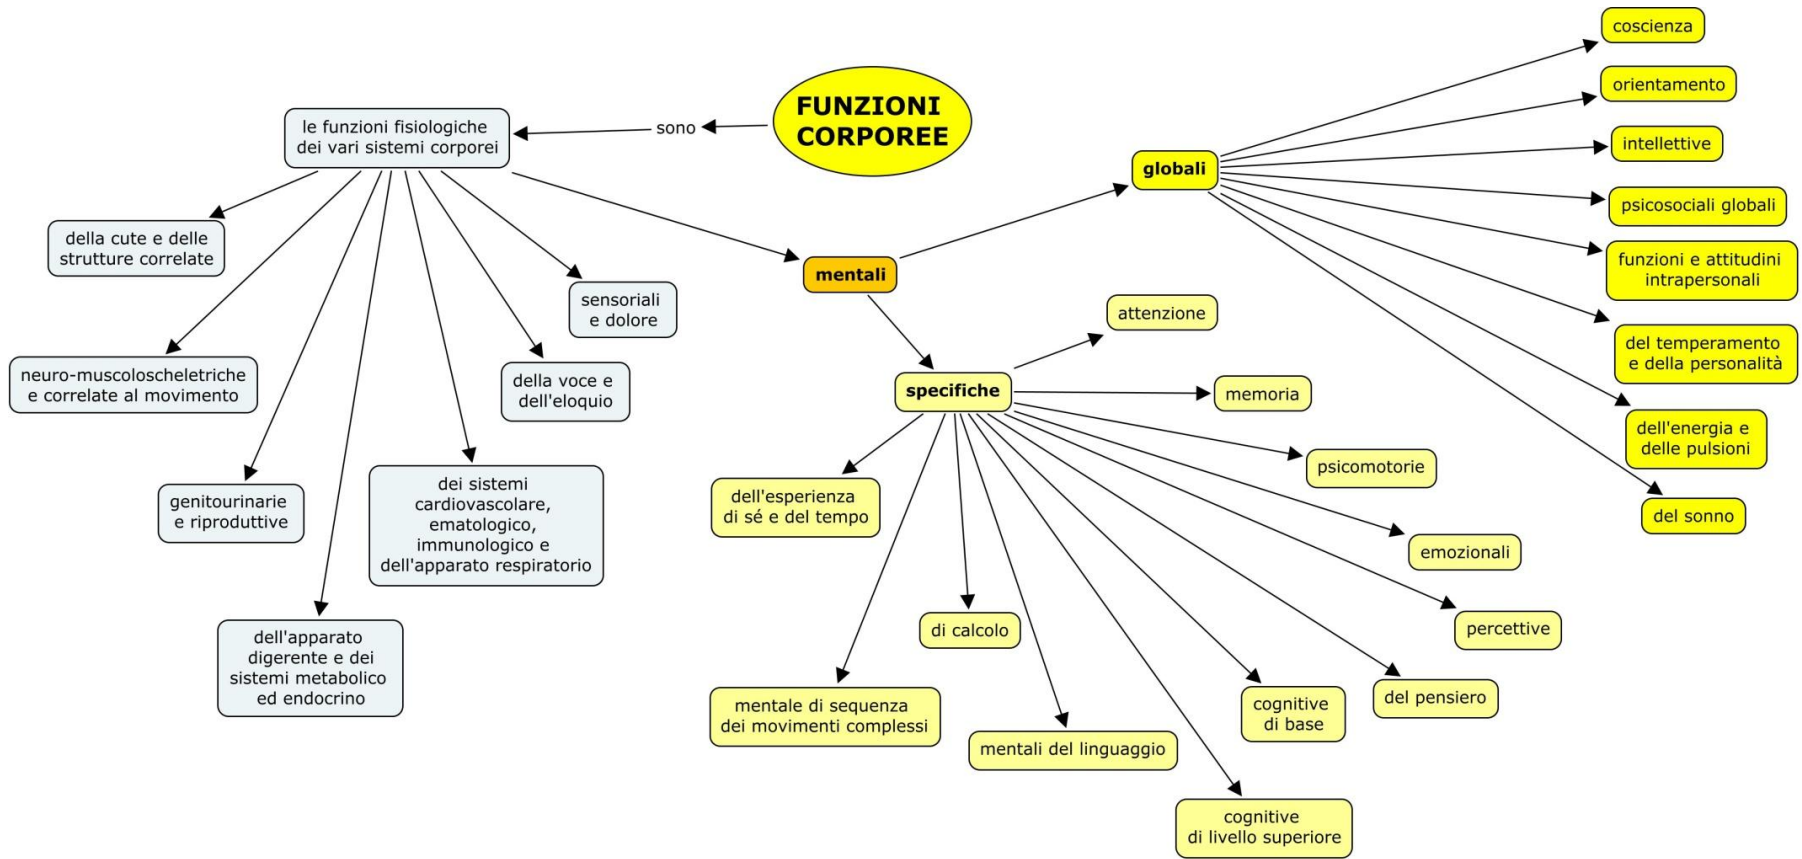 FUNZIONI
CORPOREE
sono
le funzioni fisiologiche
dei vari sistemi corporei
della cute e delle
strutture correlate
neuro-muscoloscheletriche
e correlate al movimento
genitourinarie
e riproduttive
dell'apparato
digerente e dei
sistemi metabolico
ed endocrino
dei sistemi
cardiovascolare,
ematologico,
immunologico e
dell'apparato respiratorio
della voce e
dell'eloquio
sensoriali
e dolore
mentali
globali
coscienza
orientamento
intellettive
psicosociali globali
funzioni e attitudini
intrapersonali
del temperamento
e della personalità
dell'energia e
delle pulsioni
del sonno
specifiche
attenzione
memoria
psicomotorie
emozionali
percettive
del pensiero
cognitive
di base
cognitive
di livello superiore
mentali del linguaggio
di calcolo
mentale di sequenza
dei movimenti complessi
dell'esperienza
di sé e del tempo